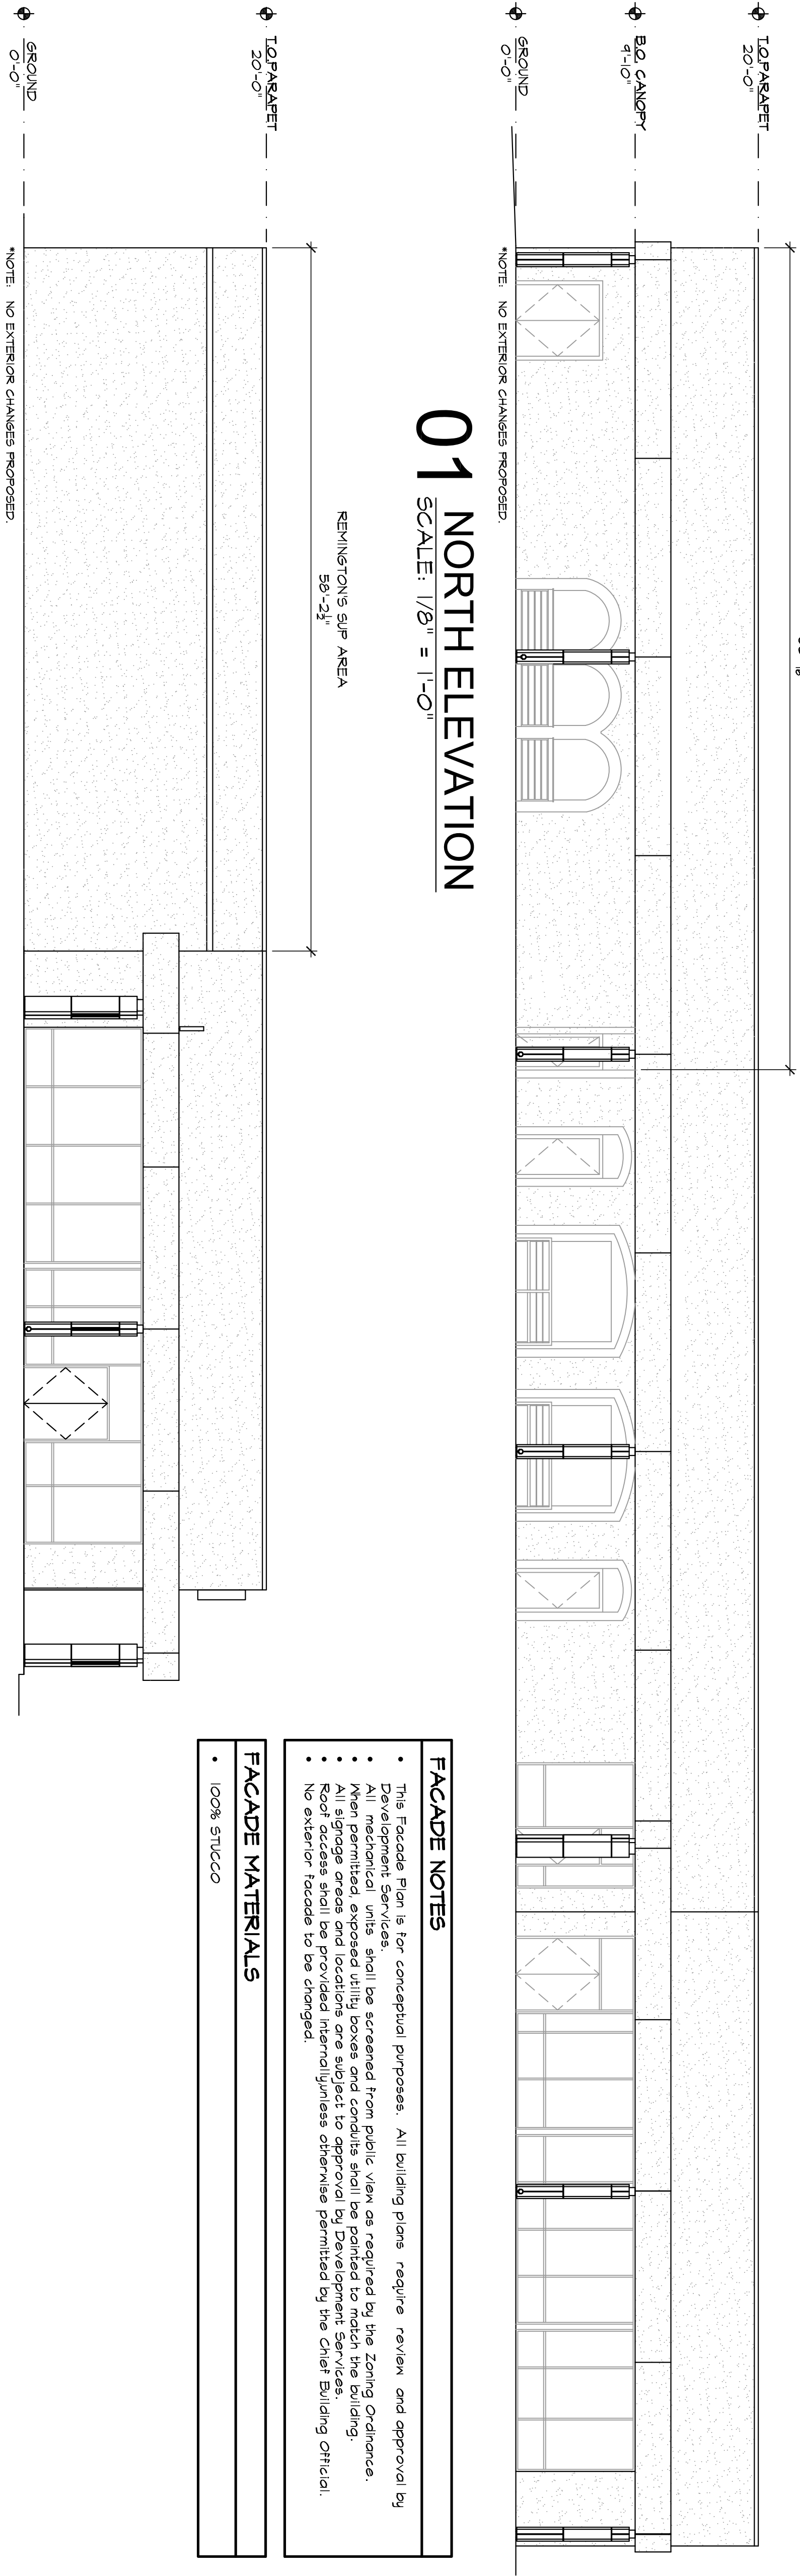 T.O.PARAPET
20'-0"
B.O. CANOPY
9'-10"
GROUND
0'-0"
*NOTE: NO EXTERIOR CHANGES PROPOSED.
01 NORTH ELEVATION
SCALE: 1/8" = 1'-0"
REMINGTON'S SUP AREA
58'-2½"
T.O.PARAPET
20'-0"
GROUND
0'-0"
*NOTE: NO EXTERIOR CHANGES PROPOSED.
FACADE NOTES
• This Facade Plan is for conceptual purposes. All building plans require review and approval by
Development Services.
• All mechanical units shall be screened from public view as required by the Zoning Ordinance.
• When permitted, exposed utility boxes and conduits shall be painted to match the building.
• All signage areas and locations are subject to approval by Development Services.
• Roof access shall be provided internally,unless otherwise permitted by the Chief Building Official.
• No exterior facade to be changed.
FACADE MATERIALS
• 100% STUCCO